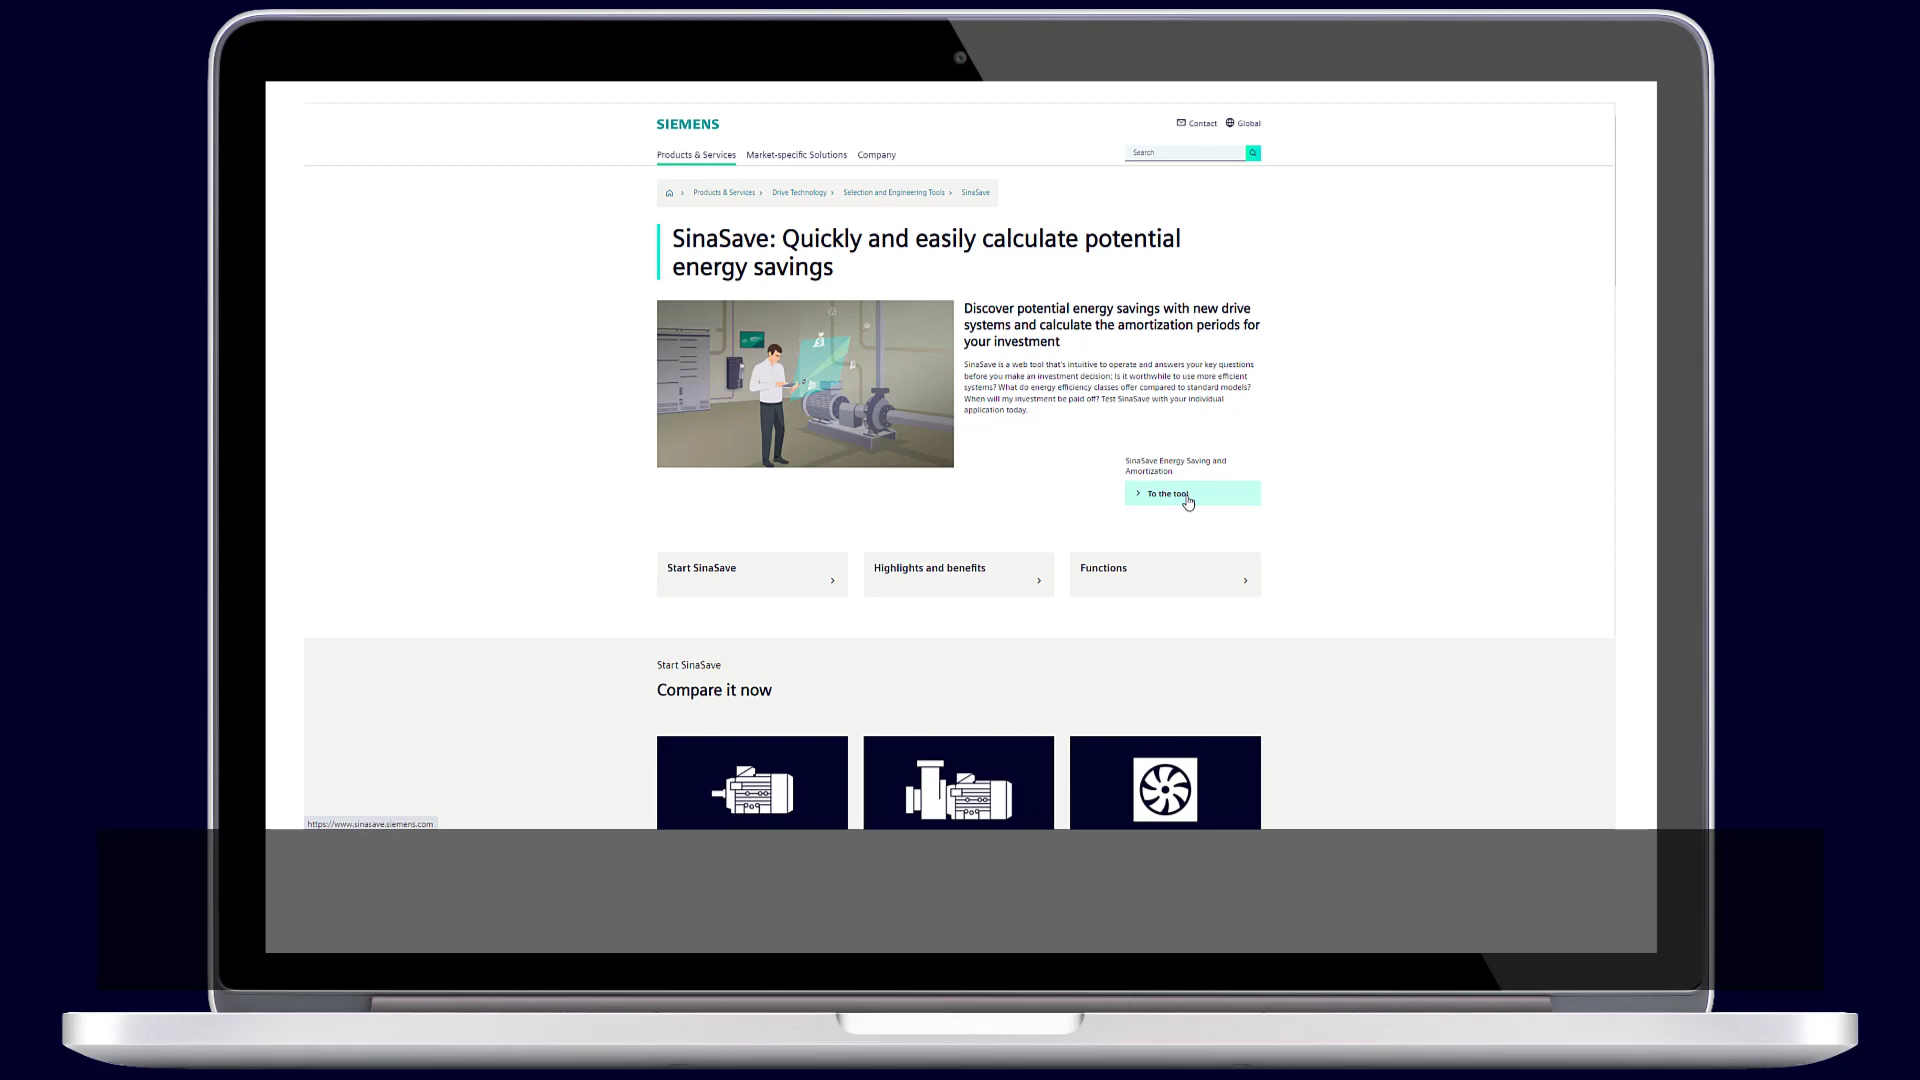 SIEMENS
Contact Global
Products & Services Market-specific Solutions Company
Search
Products & Services Drive Technology Selection and Engineering Tools SinaSave
SinaSave: Quickly and easily calculate potential
energy savings
Discover potential energy savings with new drive
systems and calculate the amortization periods for
your investment
SinaSave is a web tool that's intuitive to operate and answers your key questions
before you make an investment decision: Is it worthwhile to use more efficient
systems? What do energy efficiency classes offer compared to standard models?
When will my investment be paid off? Test SinaSave with your individual
application today.
SinaSave Energy Saving and
Amortization
To the tool
Start SinaSave
Highlights and benefits
Functions
Start SinaSave
Compare it now
https://www.sinasave.siemens.com